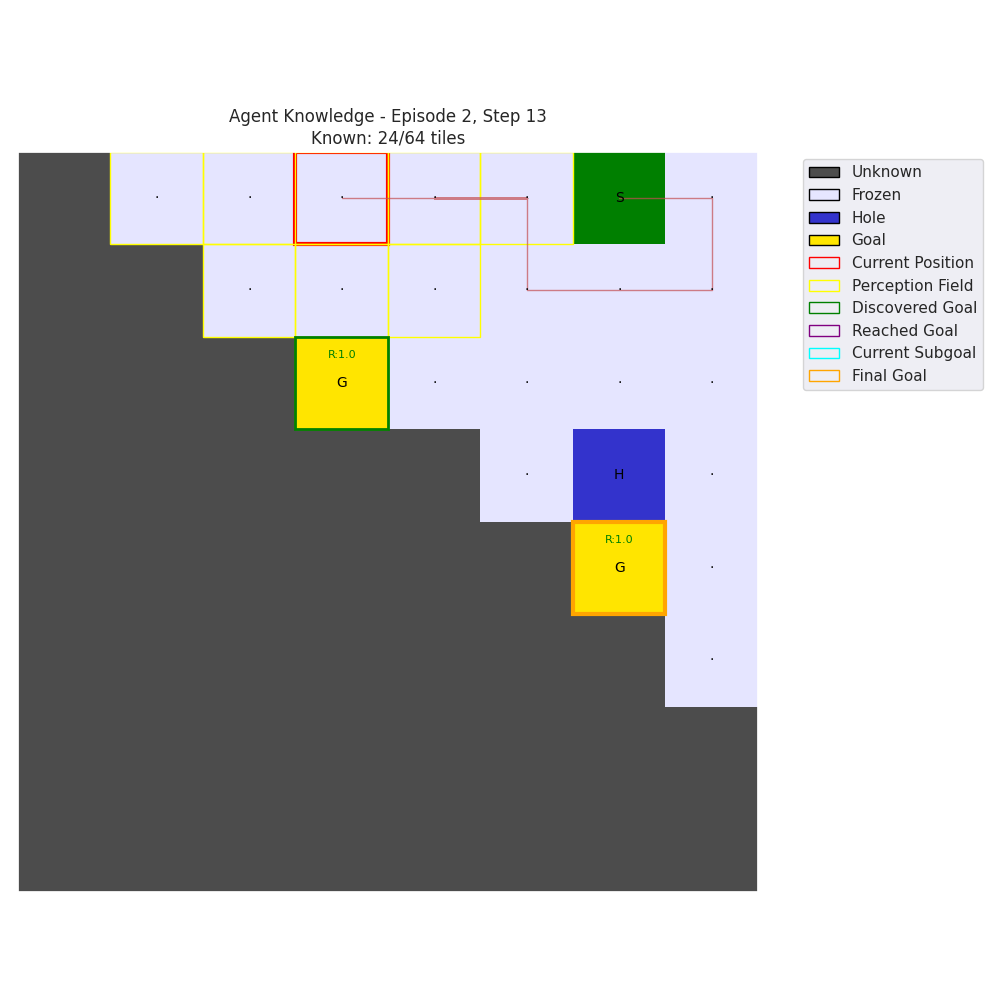 Agent Knowledge - Episode 2, Step 13
Known: 24/64 tiles
S
R:1.0
G
H
R:1.0
G
Unknown
Frozen
Hole
Goal
Current Position
Perception Field
Discovered Goal
Reached Goal
Current Subgoal
Final Goal